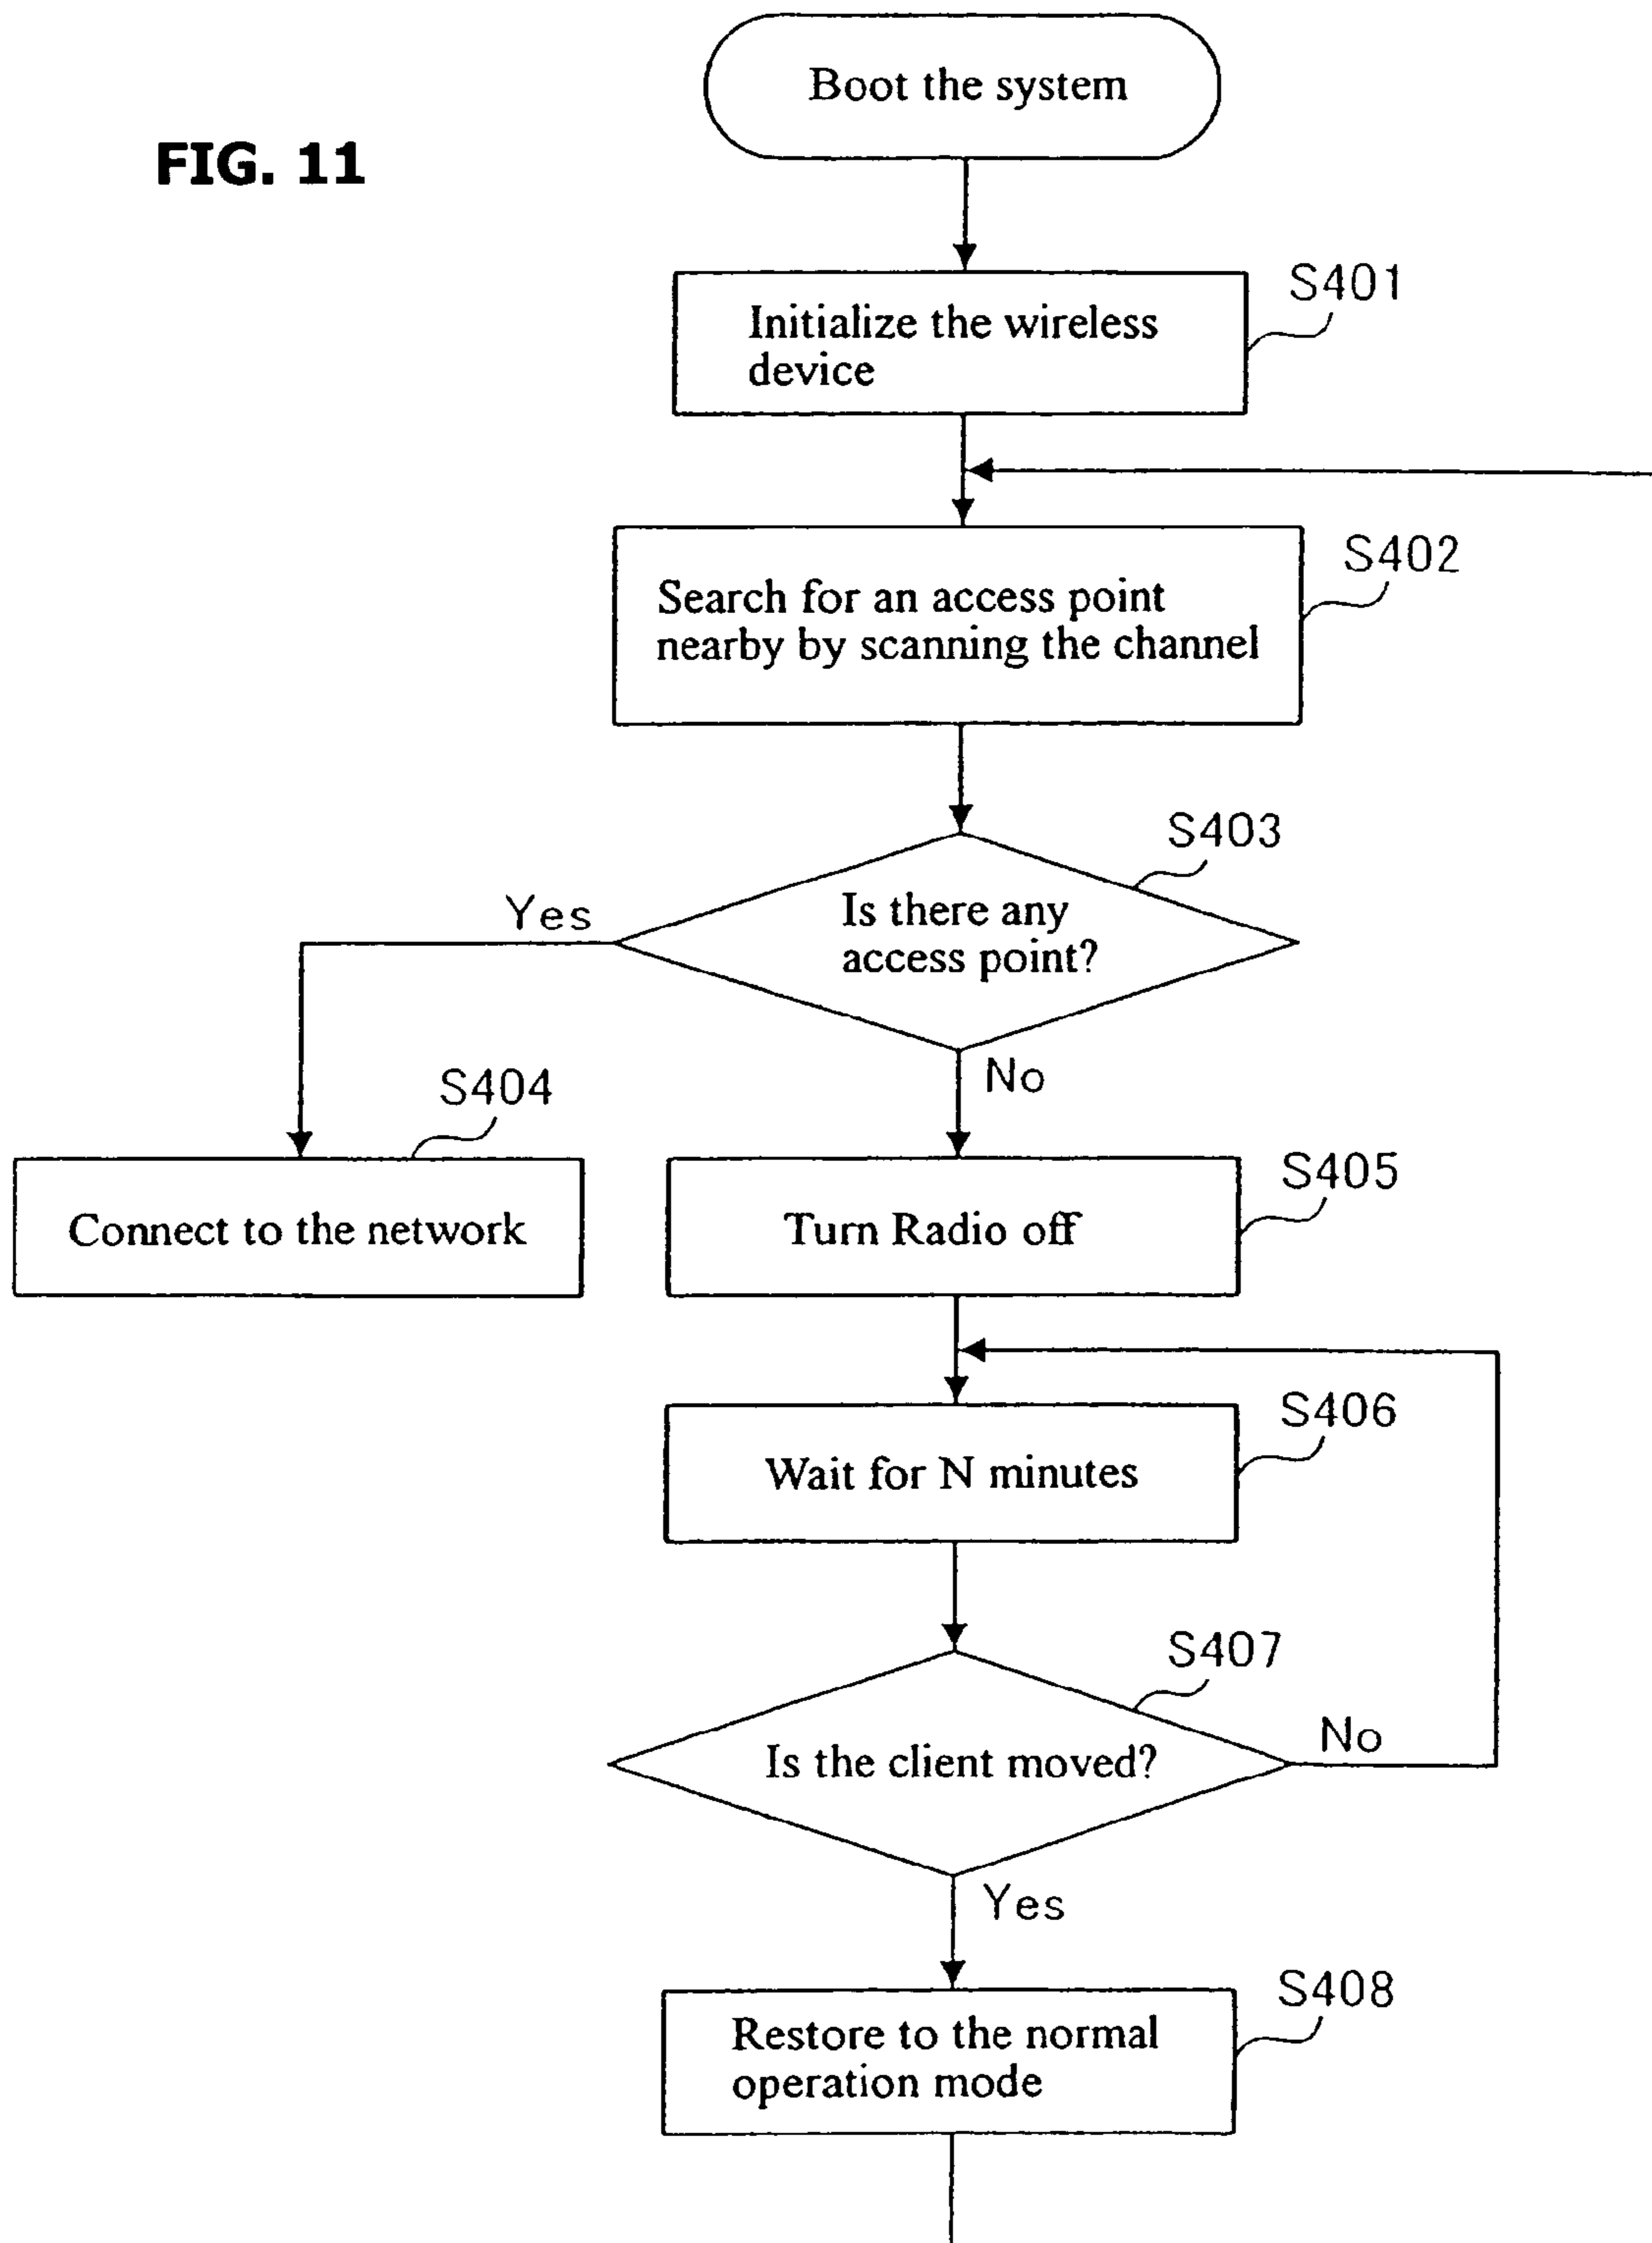 Boot the system
FIG. 11
S401
Initialize the wireless
device
S402
Search for an access point
nearby by scanning the channel
S403
Yes
Is there any
access point?
No
S404
S405
Connect to the network
Turn Radio off
S406
Wait for N minutes
S407
No
Is the client moved?
Yes
S408
Restore to the normal
operation mode